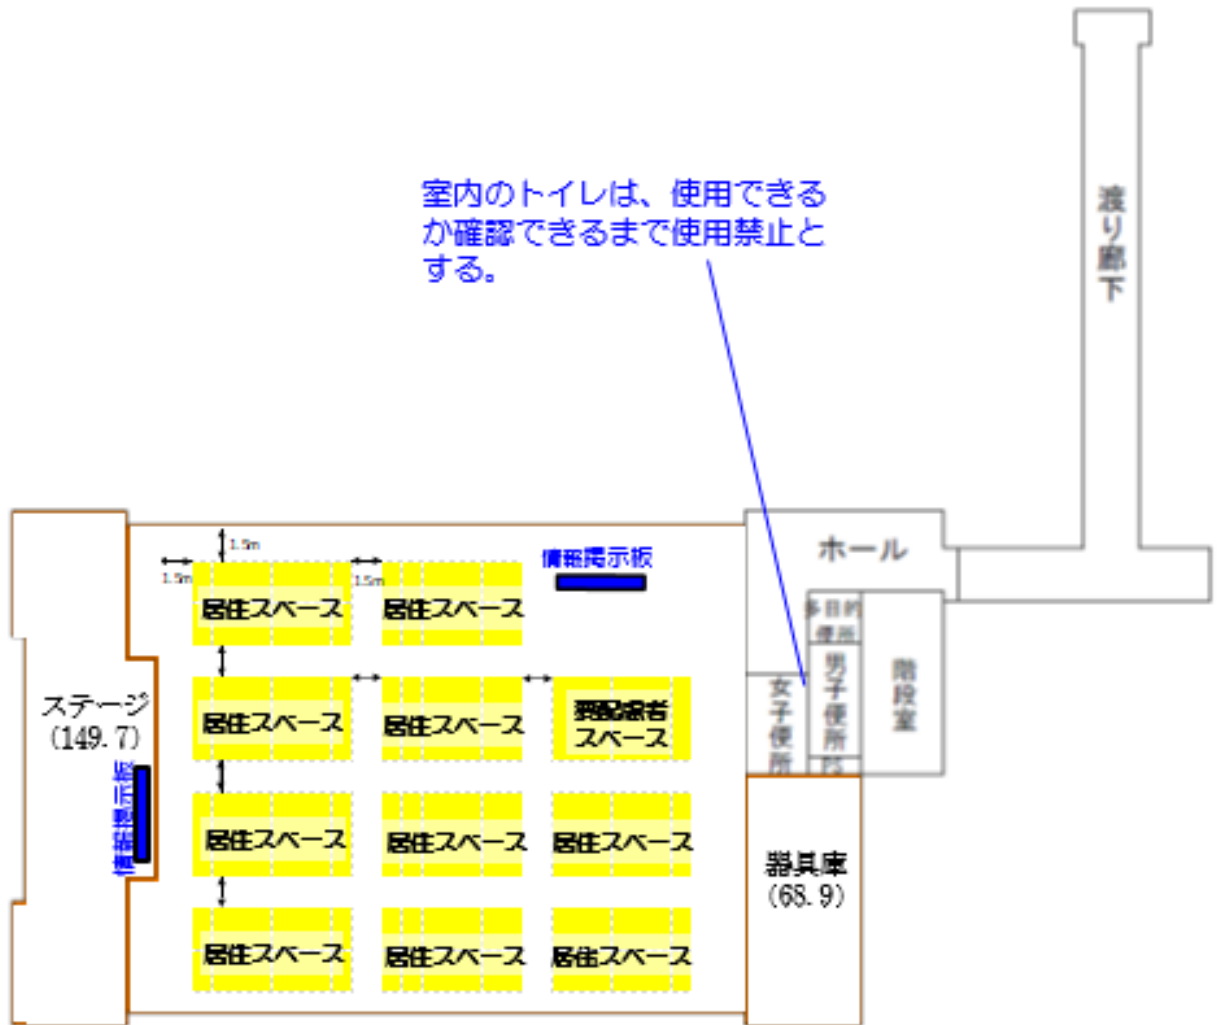 室内のトイレは、使用できる
か確認できるまで使用禁止と
する。
渡り廊下
ホール
多目的
便所
男子便所
女子便所
PS
階段室
器具庫
(68.9)
ステージ
(149.7)
情報掲示板
情報掲示板
1.5m
1.5m
1.5m
居住スペース
居住スペース
居住スペース
居住スペース
要配慮者
スペース
居住スペース
居住スペース
居住スペース
居住スペース
居住スペース
居住スペース